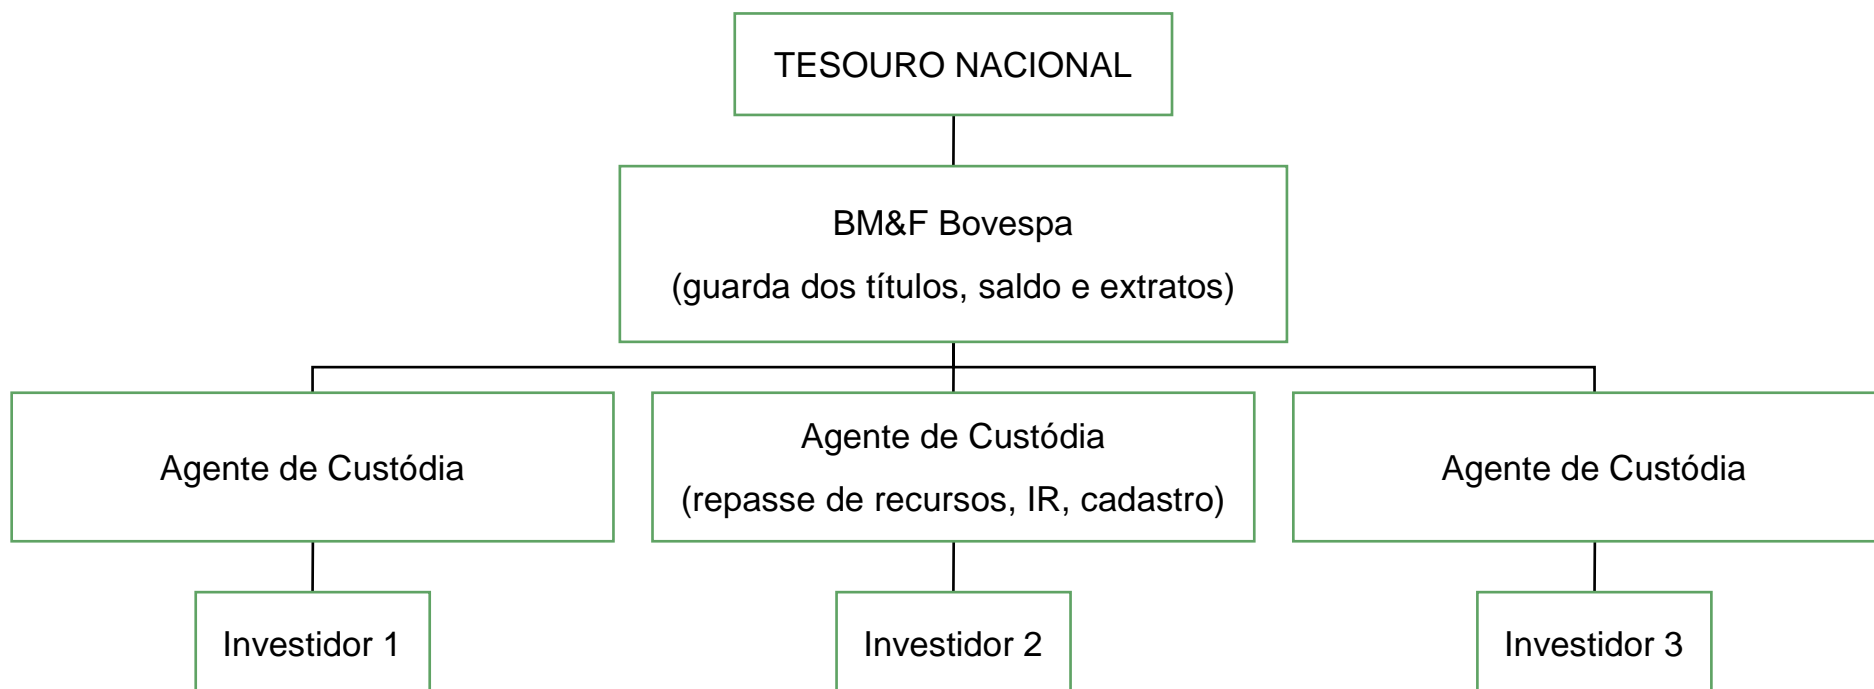 TESOURO NACIONAL
BM&F Bovespa
(guarda dos títulos, saldo e extratos)
Agente de Custódia
Agente de Custódia
(repasse de recursos, IR, cadastro)
Agente de Custódia
Investidor 1
Investidor 2
Investidor 3